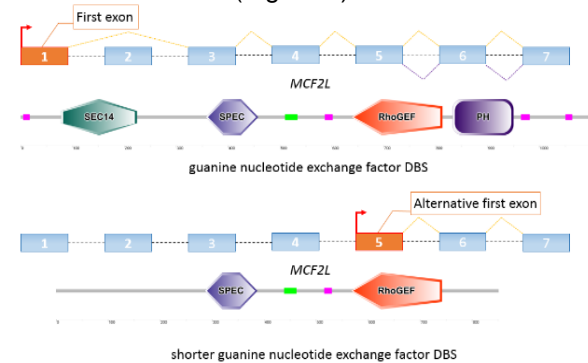 First exon
1 2 3 4 5 6 7
MCF2L
SEC14 SPEC RhoGEF PH
guanine nucleotide exchange factor DBS
Alternative first exon
1 2 3 4 5 6 7
MCF2L
SPEC RhoGEF
shorter guanine nucleotide exchange factor DBS